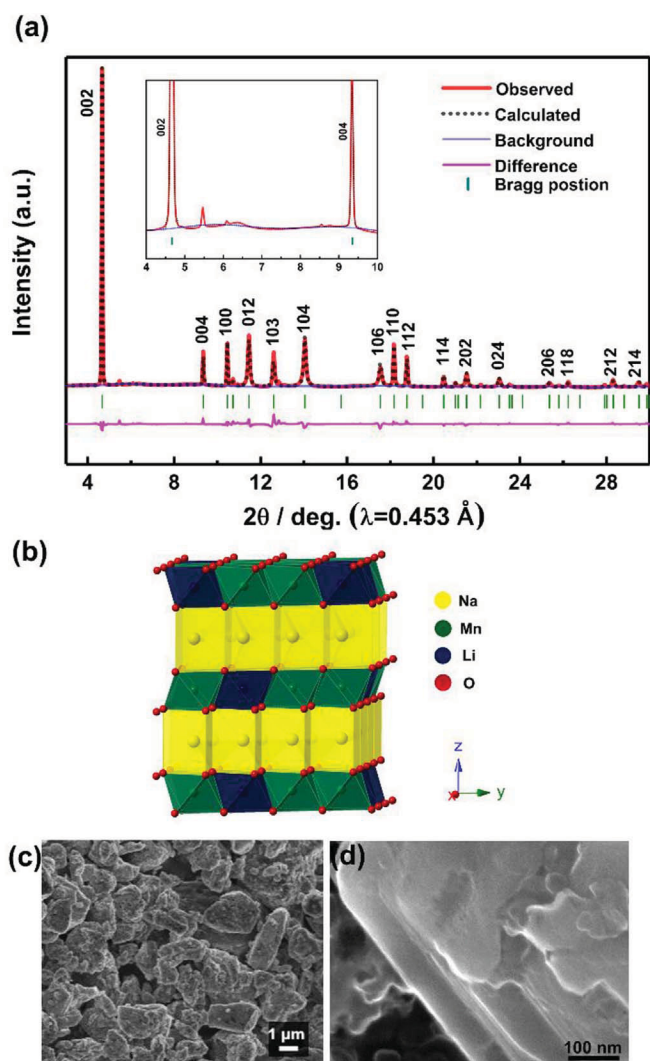 (a)
002
Intensity (a.u.)
002
004
4 5 6 7 8 9 10
Observed
Calculated
Background
Difference
Bragg postion
004
100
012
103
104
106
110
112
114
202
024
206
118
212
214
4 8 12 16 20 24 28
2θ / deg. (λ=0.453 Å)
(b)
Na
Mn
Li
O
z
x
y
(c)
1 μm
(d)
100 nm